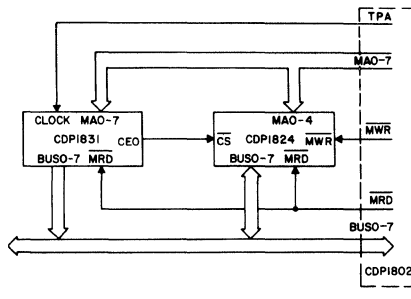 TPA
MA0-7
CLOCK MA0-7
MA0-4
CDP1831
CEO
CS
CDP1824
MWR
MWR
BUS0-7 MRD
BUS0-7 MRD
MRD
BUS0-7
CDP1802